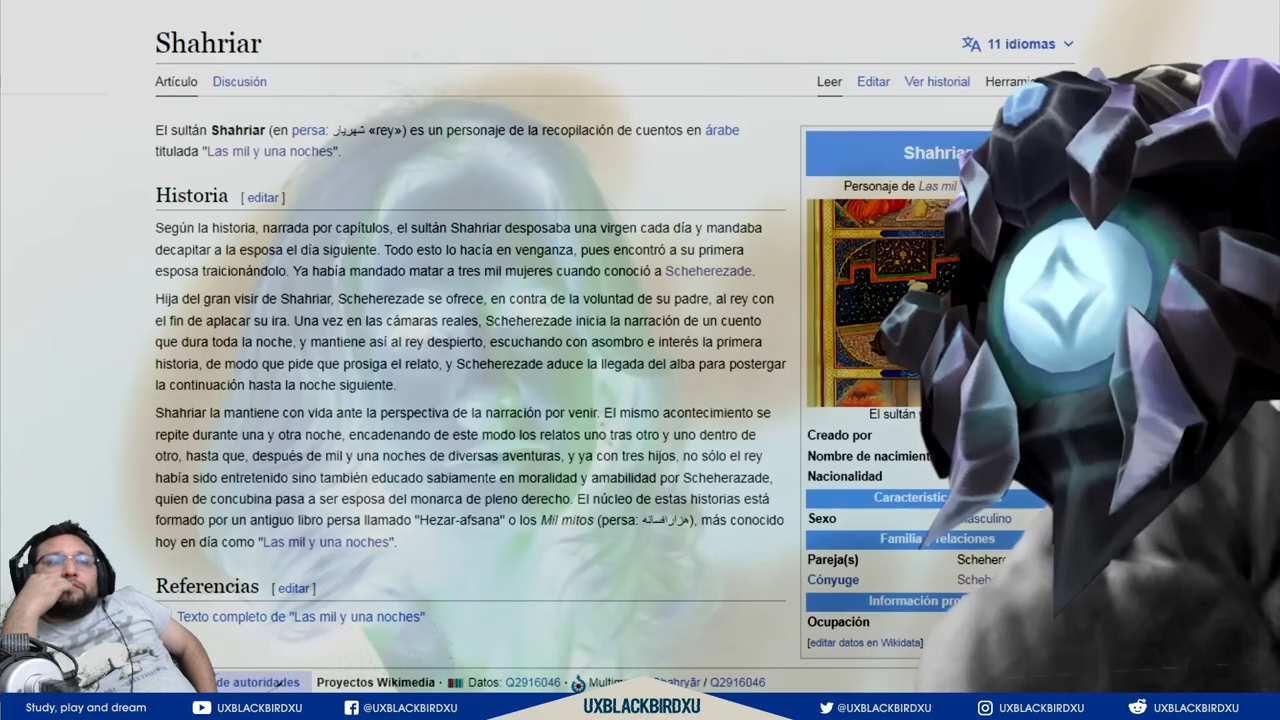 Shahriar
11 idiomas
Artículo Discusión
Leer Editar Ver historial
El sultán Shahriar (en persa: شهریار «rey») es un personaje de la recopilación de cuentos en árabe
titulada "Las mil y una noches".
Historia [ editar ]
Según la historia, narrada por capítulos, el sultán Shahriar desposaba una virgen cada día y mandaba
decapitar a la esposa el día siguiente. Todo esto lo hacía en venganza, pues encontró a su primera
esposa traicionándolo. Ya había mandado matar a tres mil mujeres cuando conoció a Scheherezade.
Hija del gran visir de Shahriar, Scheherezade se ofrece, en contra de la voluntad de su padre, al rey con
el fin de aplacar su ira. Una vez en las cámaras reales, Scheherezade inicia la narración de un cuento
que dura toda la noche, y mantiene así al rey despierto, escuchando con asombro e interés la primera
historia, de modo que pide que prosiga el relato, y Scheherezade aduce la llegada del alba para postergar
la continuación hasta la noche siguiente.
Shahriar la mantiene con vida ante la perspectiva de la narración por venir. El mismo acontecimiento se
repite durante una y otra noche, encadenando de este modo los relatos uno tras otro y uno dentro de
otro, hasta que, después de mil y una noches de diversas aventuras, y ya con tres hijos, no sólo el rey
había sido entretenido sino también educado sabiamente en moralidad y amabilidad por Scheherazade,
quien de concubina pasa a ser esposa del monarca de pleno derecho. El núcleo de estas historias está
formado por un antiguo libro persa llamado "Hezar-afsana" o los Mil mitos (persa: هزارافسانه), más conocido
hoy en día como "Las mil y una noches".
Referencias [ editar ]
Texto completo de "Las mil y una noches"
Shahriar
Personaje de Las mil
El sultán
Creado por
Nombre de nacimiento
Nacionalidad
Sexo
Familia relaciones
Pareja(s)
Cónyuge
Información
Ocupación
[editar datos en Wikidata]
de autoridades Proyectos Wikimedia · Datos: Q2916046 · / Q2916046
Study, play and dream UXBLACKBIRDXU @UXBLACKBIRDXU UXBLACKBIRDXU @UXBLACKBIRDXU UXBLACKBIRDXU UXBLACKBIRDXU